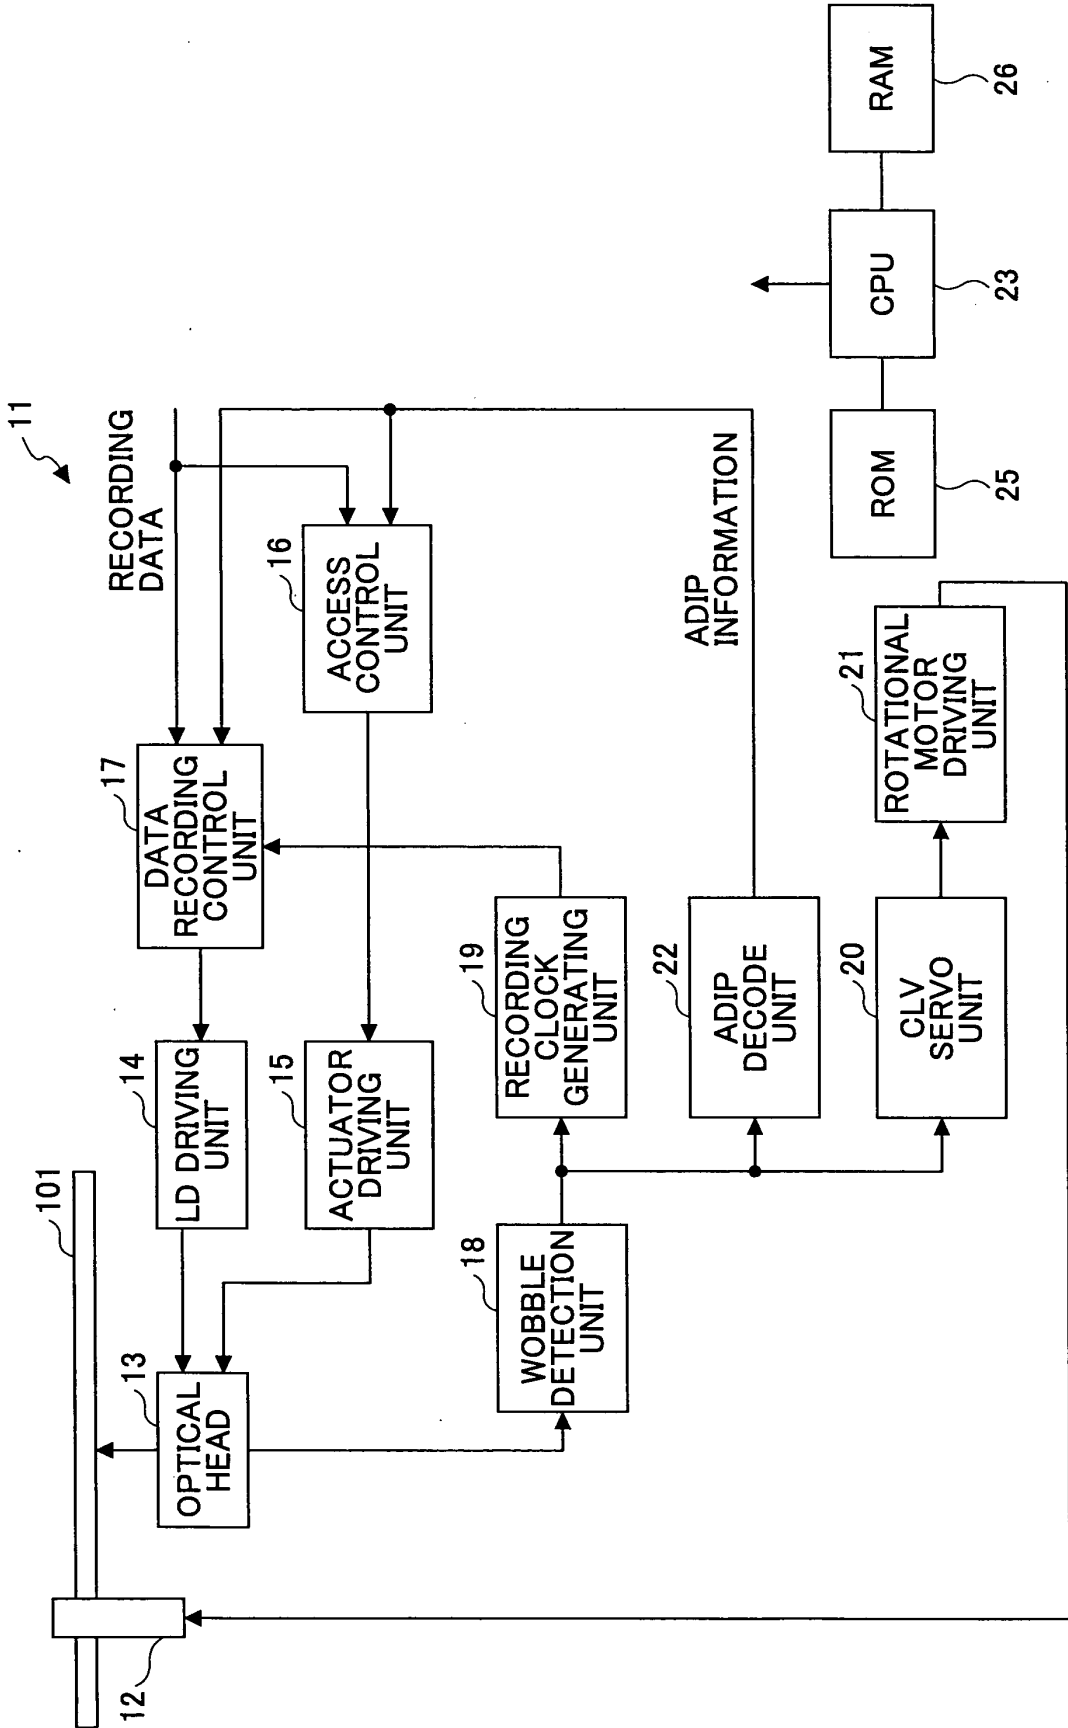 11
101
12
13
OPTICAL
HEAD
14
LD DRIVING
UNIT
17
DATA
RECORDING
CONTROL
UNIT
RECORDING
DATA
15
ACTUATOR
DRIVING
UNIT
16
ACCESS
CONTROL
UNIT
18
WOBBLE
DETECTION
UNIT
19
RECORDING
CLOCK
GENERATING
UNIT
22
ADIP
DECODE
UNIT
ADIP
INFORMATION
20
CLV
SERVO
UNIT
21
ROTATIONAL
MOTOR
DRIVING
UNIT
ROM
25
CPU
23
RAM
26